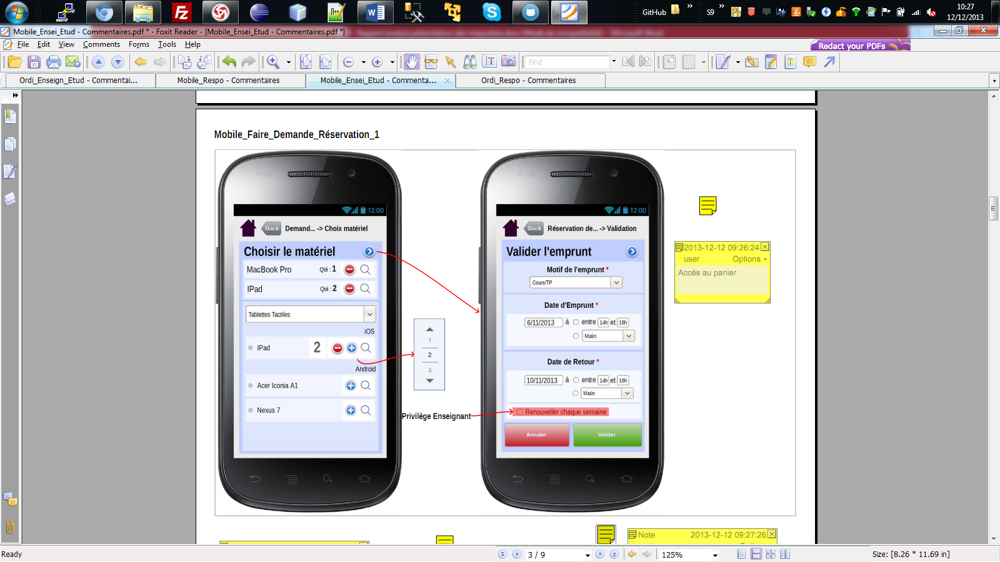 GitHub
S9
10:27
12/12/2013
Mobile_Ensei_Etud - Commentaires.pdf * - Foxit Reader - [Mobile_Ensei_Etud - Commentaires.pdf *]
File Edit View Comments Forms Tools Help
Redact your PDFs
Find
Ordi_Enseign_Etud - Commentai...
Mobile_Respo - Commentaires
Mobile_Ensei_Etud - Commenta...
Ordi_Respo - Commentaires
Mobile_Faire_Demande_Réservation_1
12:00
Back
Demand... -> Choix matériel
Choisir le matériel
MacBook Pro Qté : 1
IPad Qté : 2
Tablettes Tactiles
iOS
IPad 2
Android
Acer Iconia A1
Nexus 7
1
2
3
Privilège Enseignant
12:00
Back
Réservation de... -> Validation
Valider l'emprunt
Motif de l'emprunt *
Cours/TP
Date d'Emprunt *
6/11/2013 à entre 14h et 16h
Matin
Date de Retour *
10/11/2013 à entre 14h et 16h
Matin
Renouveller chaque semaine
Annuler
Valider
2013-12-12 09:26:24
user Options
Accès au panier
Note 2013-12-12 09:27:26
Ready
3 / 9
125%
Size: [8.26 * 11.69 in]